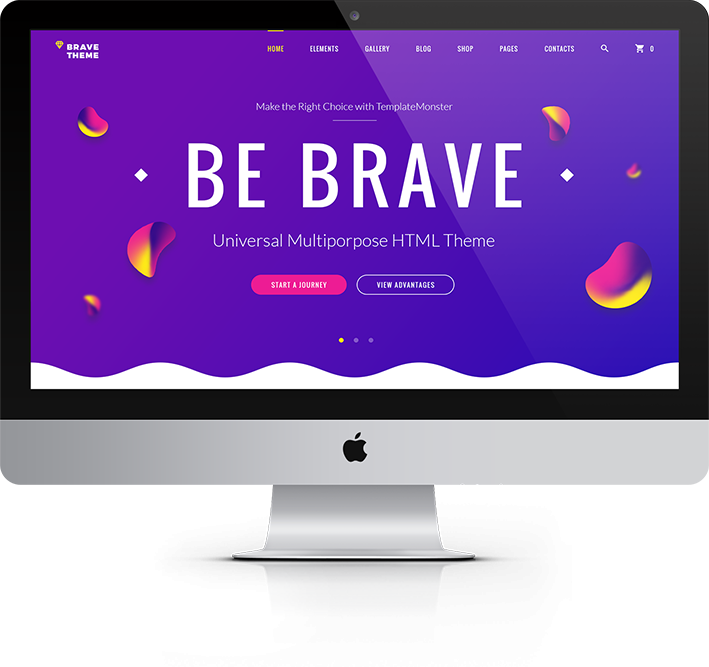 BRAVE
THEME
HOME ELEMENTS GALLERY BLOG SHOP PAGES CONTACTS 0
Make the Right Choice with TemplateMonster
BE BRAVE
Universal Multiporpose HTML Theme
START A JOURNEY VIEW ADVANTAGES